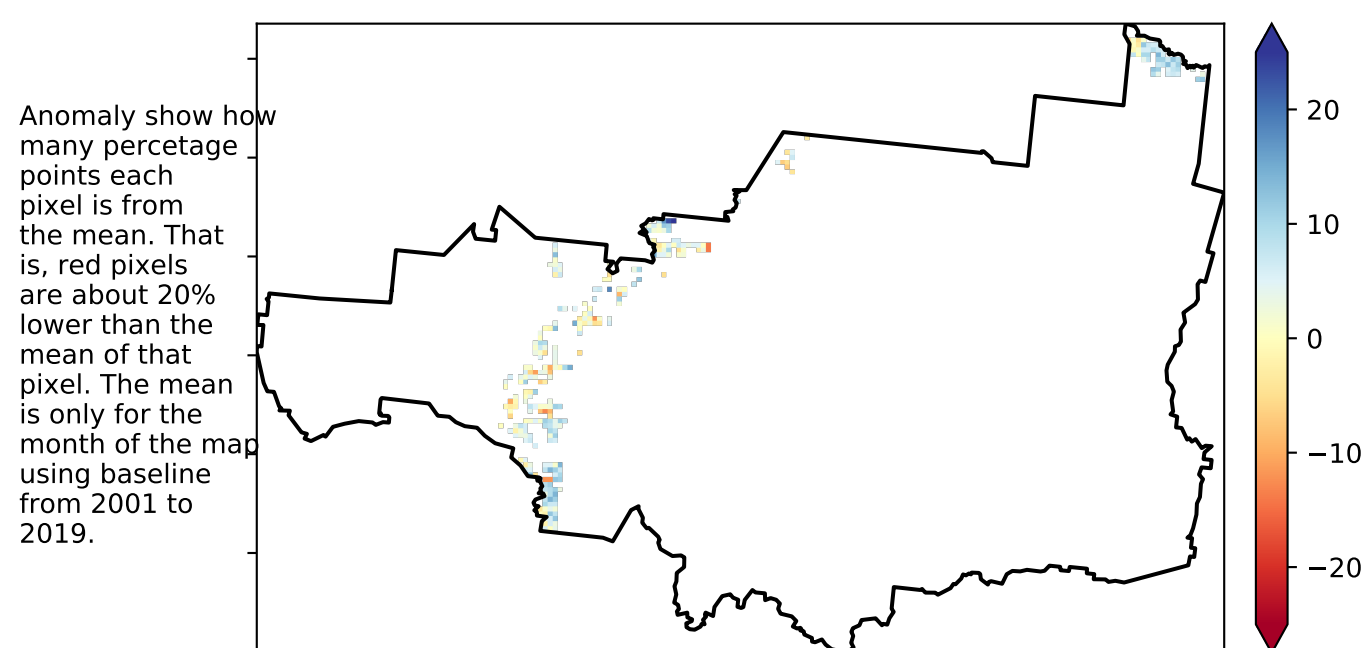 Anomaly show how
many percetage
points each
pixel is from
the mean. That
is, red pixels
are about 20%
lower than the
mean of that
pixel. The mean
is only for the
month of the map
using baseline
from 2001 to
2019.
20
10
0
−10
−20